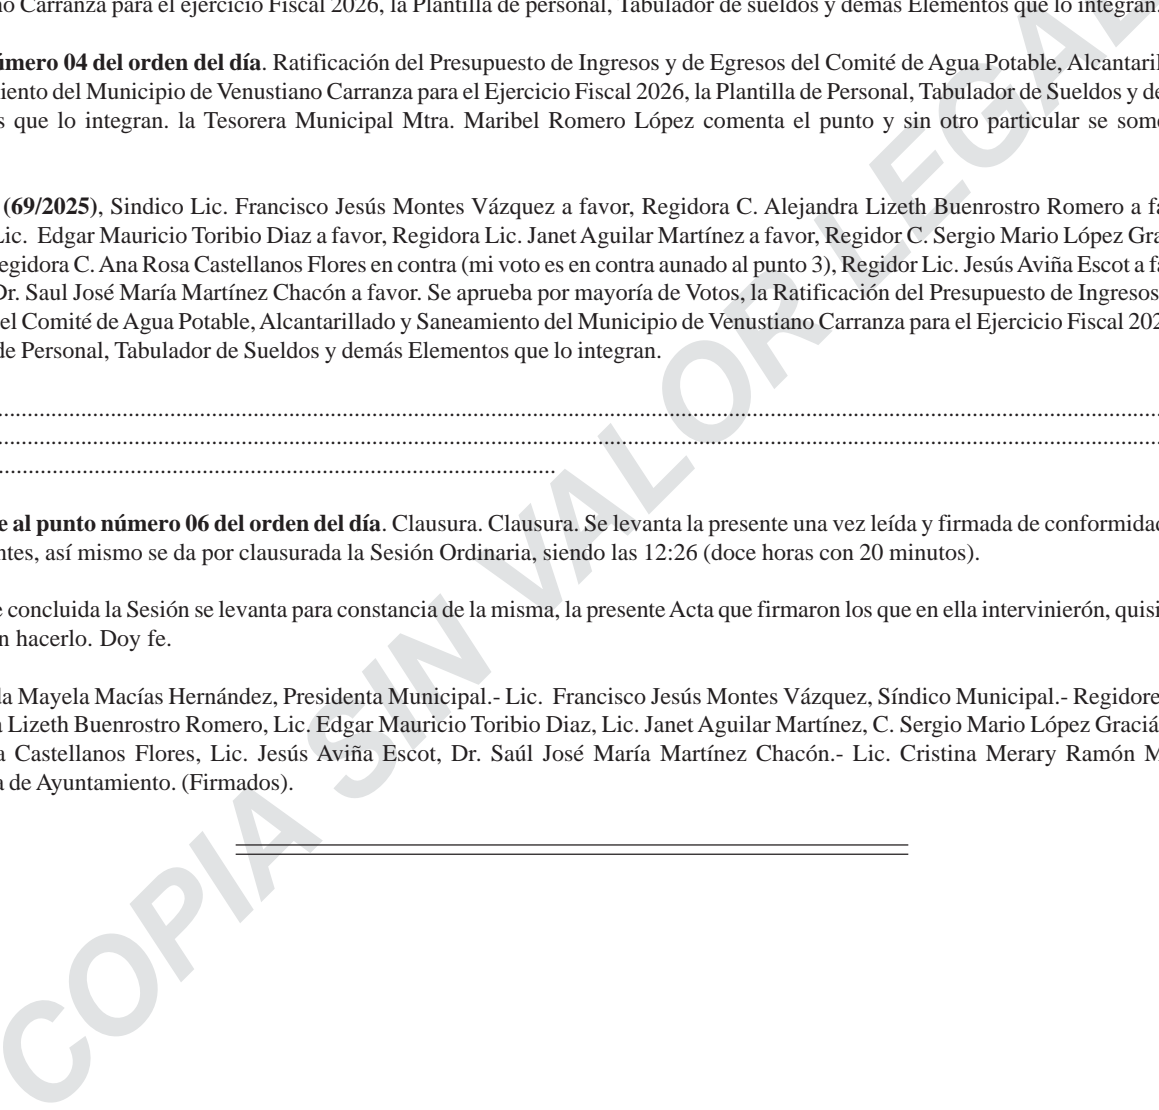 no Carranza para el ejercicio Fiscal 2026, la Plantilla de personal, Tabulador de sueldos y demás Elementos que lo integran.
úmero 04 del orden del día. Ratificación del Presupuesto de Ingresos y de Egresos del Comité de Agua Potable, Alcantaril
iento del Municipio de Venustiano Carranza para el Ejercicio Fiscal 2026, la Plantilla de Personal, Tabulador de Sueldos y de
s que lo integran. la Tesorera Municipal Mtra. Maribel Romero López comenta el punto y sin otro particular se some
(69/2025), Sindico Lic. Francisco Jesús Montes Vázquez a favor, Regidora C. Alejandra Lizeth Buenrostro Romero a fa
Lic. Edgar Mauricio Toribio Diaz a favor, Regidora Lic. Janet Aguilar Martínez a favor, Regidor C. Sergio Mario López Gra
egidora C. Ana Rosa Castellanos Flores en contra (mi voto es en contra aunado al punto 3), Regidor Lic. Jesús Aviña Escot a fa
Dr. Saul José María Martínez Chacón a favor. Se aprueba por mayoría de Votos, la Ratificación del Presupuesto de Ingresos
el Comité de Agua Potable, Alcantarillado y Saneamiento del Municipio de Venustiano Carranza para el Ejercicio Fiscal 202
de Personal, Tabulador de Sueldos y demás Elementos que lo integran.
e al punto número 06 del orden del día. Clausura. Clausura. Se levanta la presente una vez leída y firmada de conformidad
ntes, así mismo se da por clausurada la Sesión Ordinaria, siendo las 12:26 (doce horas con 20 minutos).
e concluida la Sesión se levanta para constancia de la misma, la presente Acta que firmaron los que en ella intervinierón, quisi
n hacerlo. Doy fe.
da Mayela Macías Hernández, Presidenta Municipal.- Lic. Francisco Jesús Montes Vázquez, Síndico Municipal.- Regidore
a Lizeth Buenrostro Romero, Lic. Edgar Mauricio Toribio Diaz, Lic. Janet Aguilar Martínez, C. Sergio Mario López Graciá
a Castellanos Flores, Lic. Jesús Aviña Escot, Dr. Saúl José María Martínez Chacón.- Lic. Cristina Merary Ramón M
a de Ayuntamiento. (Firmados).
COPIA SIN VALOR LEGAL